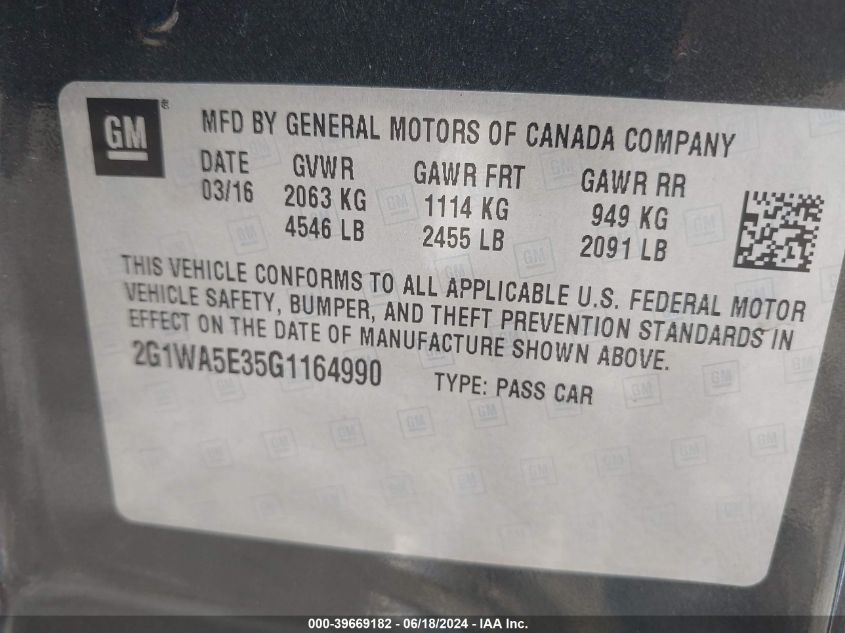 GM ®
MFD BY GENERAL MOTORS OF CANADA COMPANY
DATE GVWR GAWR FRT GAWR RR
03/16 2063 KG 1114 KG 949 KG
4546 LB 2455 LB 2091 LB
THIS VEHICLE CONFORMS TO ALL APPLICABLE U.S. FEDERAL MOTOR
VEHICLE SAFETY, BUMPER, AND THEFT PREVENTION STANDARDS IN
EFFECT ON THE DATE OF MANUFACTURE SHOWN ABOVE.
2G1WA5E35G1164990 TYPE: PASS CAR
000-39669182 - 06/18/2024 - IAA Inc.